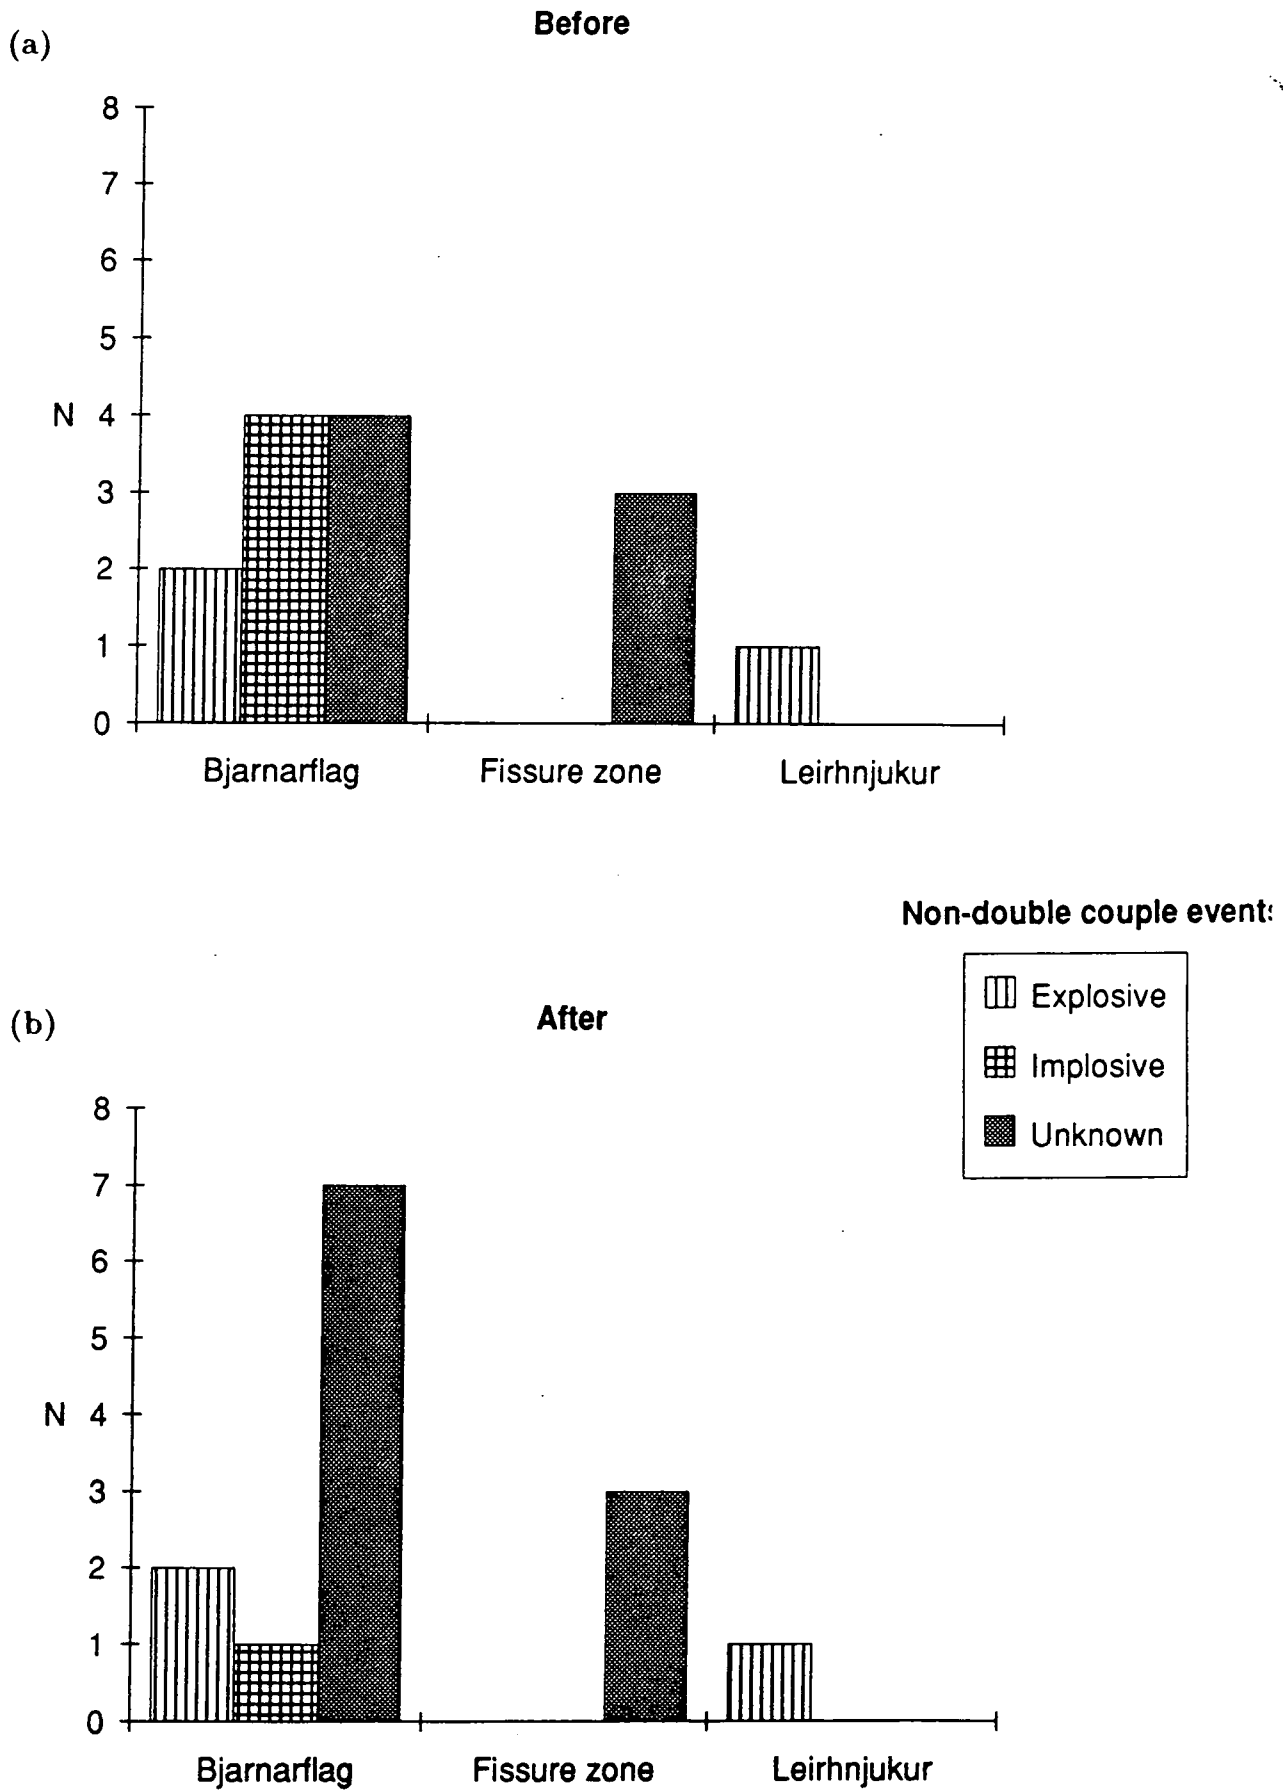 (a)
Before
8
7
6
5
N 4
3
2
1
0
Bjarnarflag Fissure zone Leirhnjukur
Non-double couple events
Explosive
Implosive
Unknown
(b)
After
8
7
6
5
N 4
3
2
1
0
Bjarnarflag Fissure zone Leirhnjukur